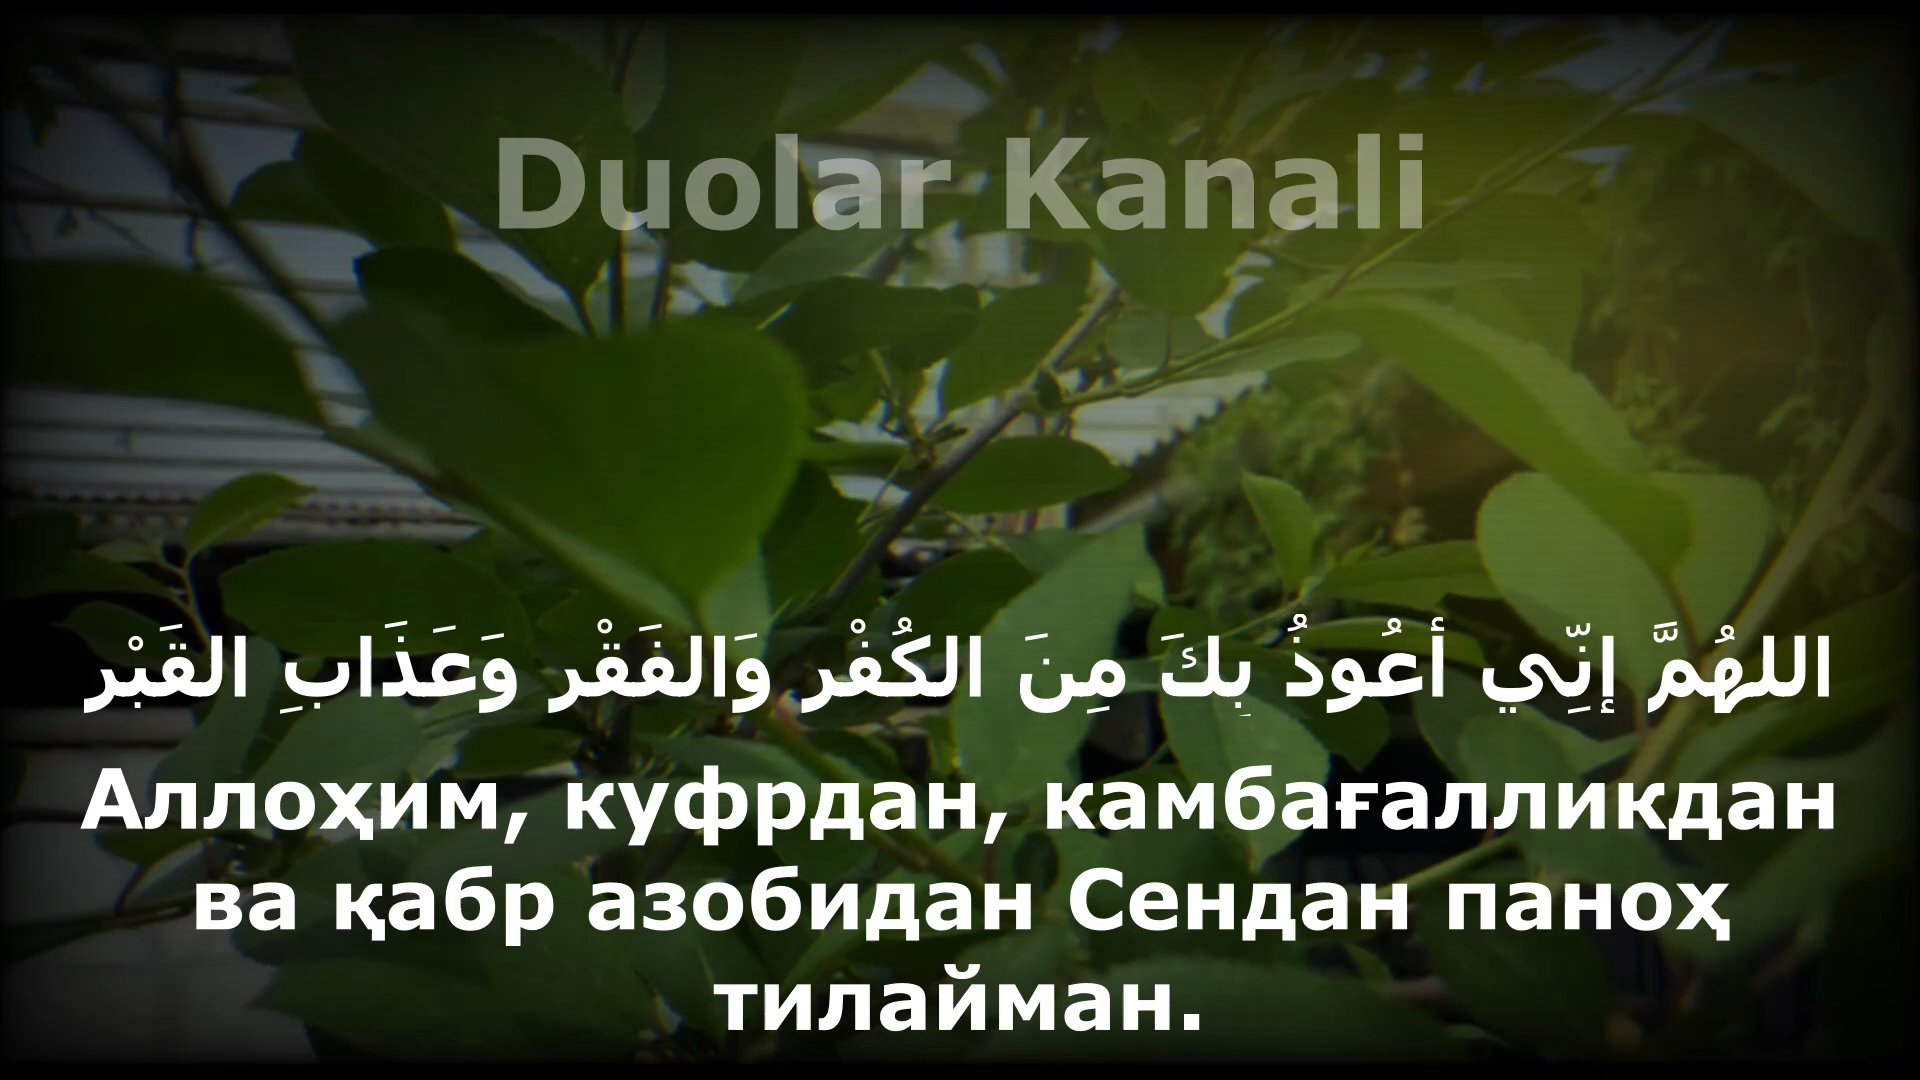 Duolar Kanali
اللهُمَّ إنِّي أعُوذُ بِكَ مِنَ الكُفْر وَالفَقْر وَعَذَابِ القَبْر
Аллоҳим, куфрдан, камбағалликдан
ва қабр азобидан Сендан паноҳ
тилайман.